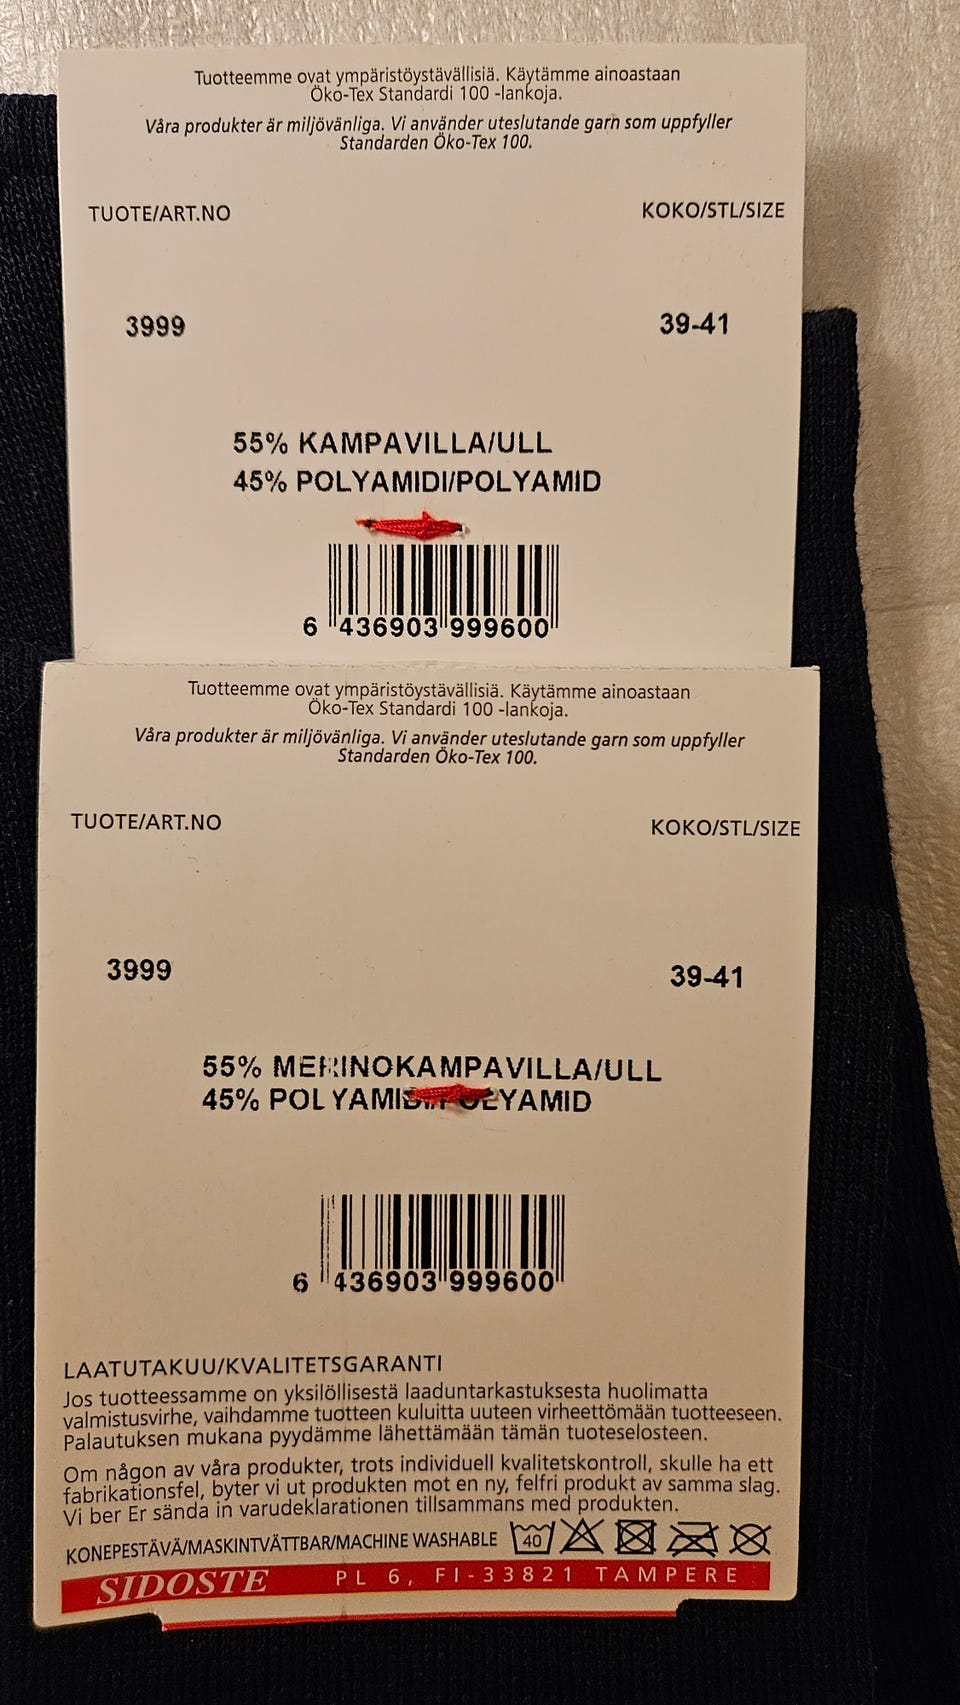 Tuotteemme ovat ympäristöystävällisiä. Käytämme ainoastaan
Öko-Tex Standardi 100 -lankoja.
Våra produkter är miljövänliga. Vi använder uteslutande garn som uppfyller
Standarden Öko-Tex 100.
TUOTE/ART.NO
KOKO/STL/SIZE
3999
39-41
55% KAMPAVILLA/ULL
45% POLYAMIDI/POLYAMID
6 436903 999600
Tuotteemme ovat ympäristöystävällisiä. Käytämme ainoastaan
Öko-Tex Standardi 100 -lankoja.
Våra produkter är miljövänliga. Vi använder uteslutande garn som uppfyller
Standarden Öko-Tex 100.
TUOTE/ART.NO
KOKO/STL/SIZE
3999
39-41
55% MERINOKAMPAVILLA/ULL
45% POLYAMIDI/POLYAMID
6 436903 999600
LAATUTAKUU/KVALITETSGARANTI
Jos tuotteessamme on yksilöllisestä laaduntarkastuksesta huolimatta
valmistusvirhe, vaihdamme tuotteen kuluitta uuteen virheettömään tuotteeseen.
Palautuksen mukana pyydämme lähettämään tämän tuoteselosteen.
Om någon av våra produkter, trots individuell kvalitetskontroll, skulle ha ett
fabrikationsfel, byter vi ut produkten mot en ny, felfri produkt av samma slag.
Vi ber Er sända in varudeklarationen tillsammans med produkten.
KONEPESTÄVÄ/MASKINTVÄTTBAR/MACHINE WASHABLE 40
SIDOSTE PL 6, FI-33821 TAMPERE